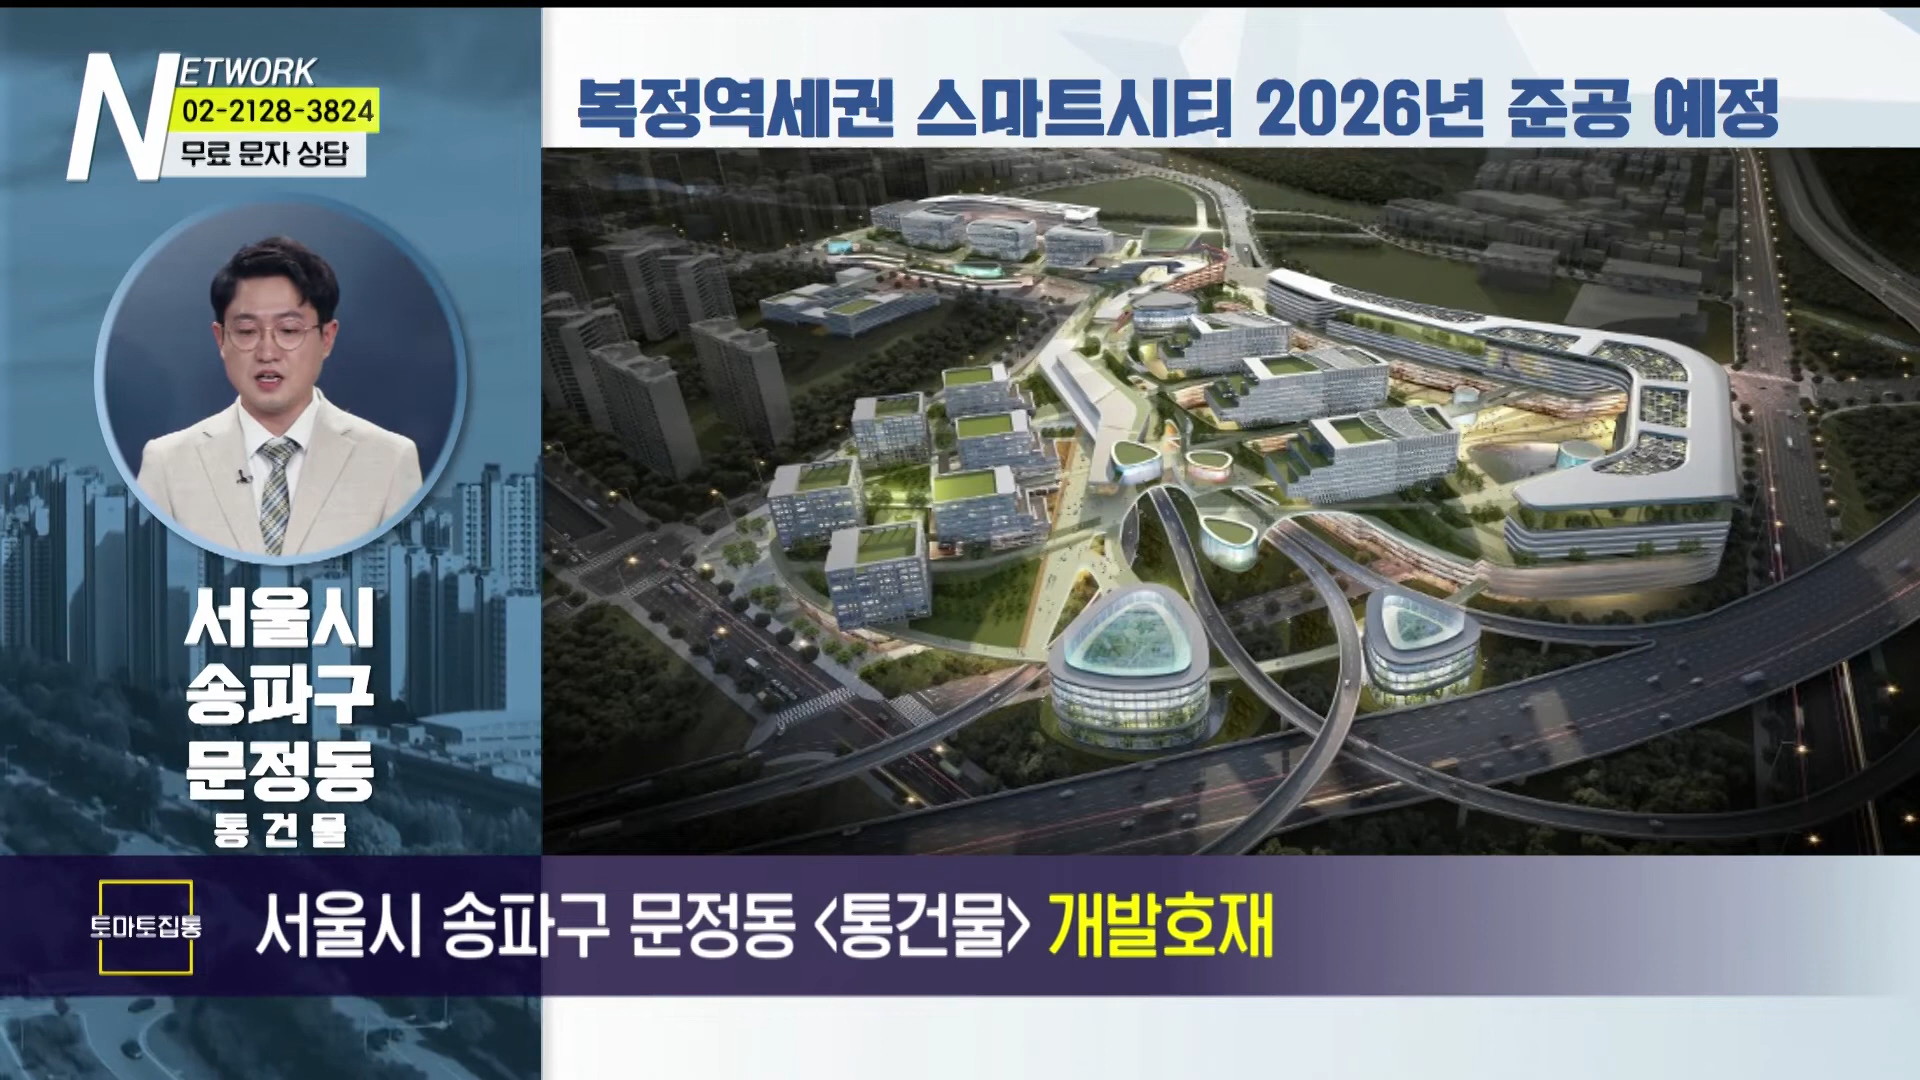 NETWORK
02-2128-3824
무료 문자 상담
복정역세권 스마트시티 2026년 준공 예정
서울시
송파구
문정동
통건물
토마토집통
서울시 송파구 문정동 <통건물> 개발호재